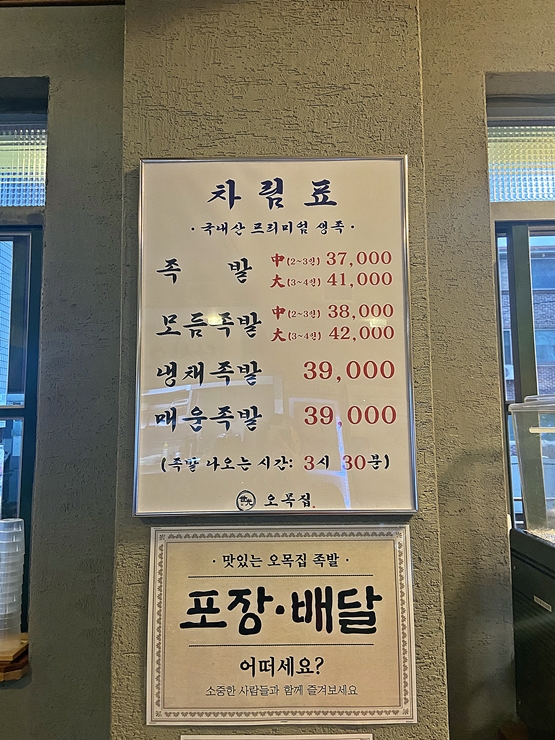 차림표
· 국내산 프리미엄 생족 ·
족 발 中(2~3인) 37,000
大(3~4인) 41,000
모듬족발 中(2~3인) 38,000
大(3~4인) 42,000
냉채족발 39,000
매운족발 39,000
(족발 나오는 시간: 3시 30분)
오목집
· 맛있는 오목집 족발 ·
포장·배달
어떠세요?
소중한 사람들과 함께 즐겨보세요